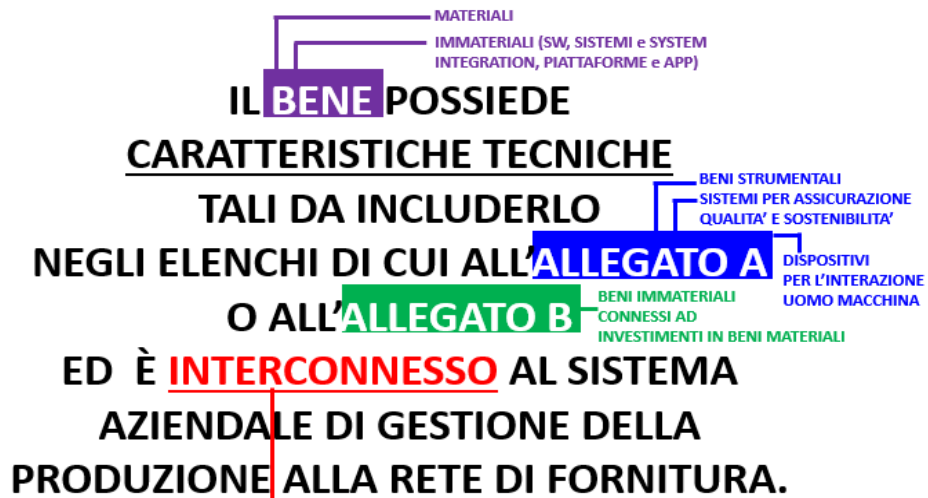 MATERIALI
IMMATERIALI (SW, SISTEMI e SYSTEM
INTEGRATION, PIATTAFORME e APP)
IL BENE POSSIEDE
CARATTERISTICHE TECNICHE
TALI DA INCLUDERLO
BENI STRUMENTALI
SISTEMI PER ASSICURAZIONE
QUALITA' E SOSTENIBILITA'
NEGLI ELENCHI DI CUI ALL'ALLEGATO A
DISPOSITIVI
PER L'INTERAZIONE
UOMO MACCHINA
O ALL'ALLEGATO B
BENI IMMATERIALI
CONNESSI AD
INVESTIMENTI IN BENI MATERIALI
ED È INTERCONNESSO AL SISTEMA
AZIENDALE DI GESTIONE DELLA
PRODUZIONE ALLA RETE DI FORNITURA.